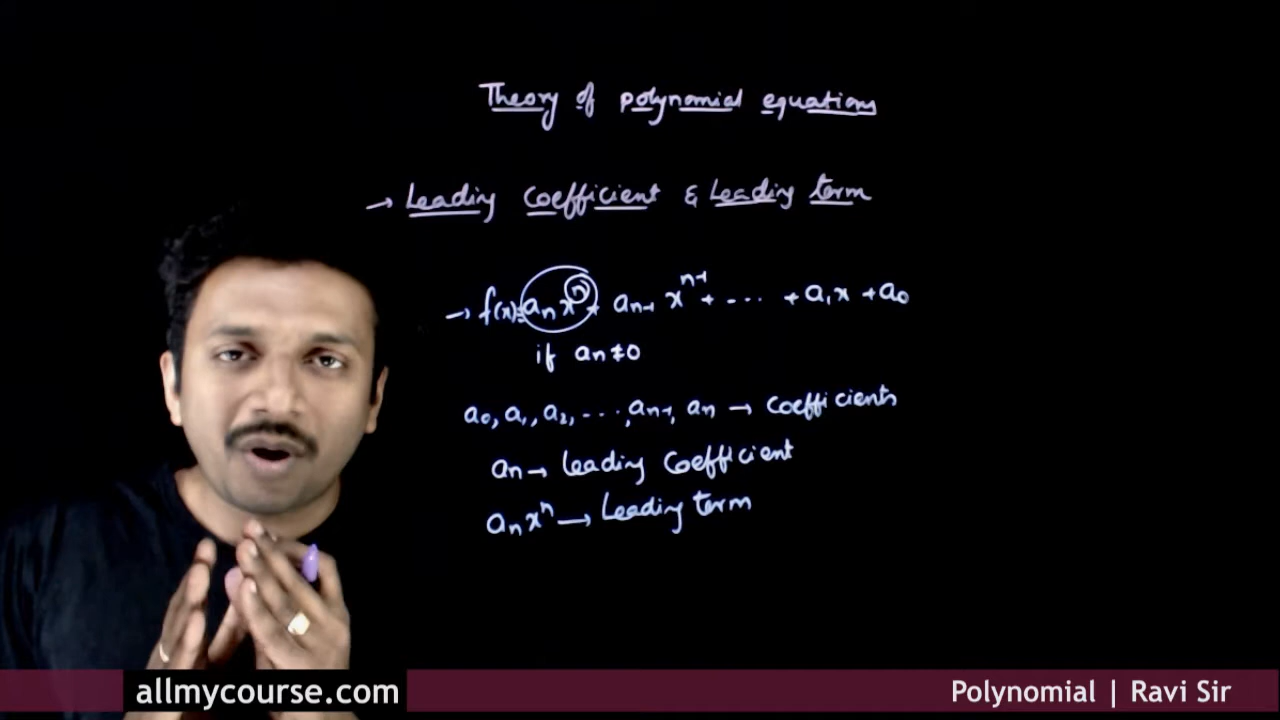 Theory of polynomial equations
→ Leading Coefficient & Leading term
→ f(x)=aₙxⁿ + aₙ₋₁ xⁿ⁻¹ + ... + a₁x + a₀
if aₙ≠0
a₀, a₁, a₂, ..., aₙ₋₁, aₙ → Coefficients
aₙ → Leading Coefficient
aₙxⁿ → Leading term
allmycourse.com
Polynomial | Ravi Sir